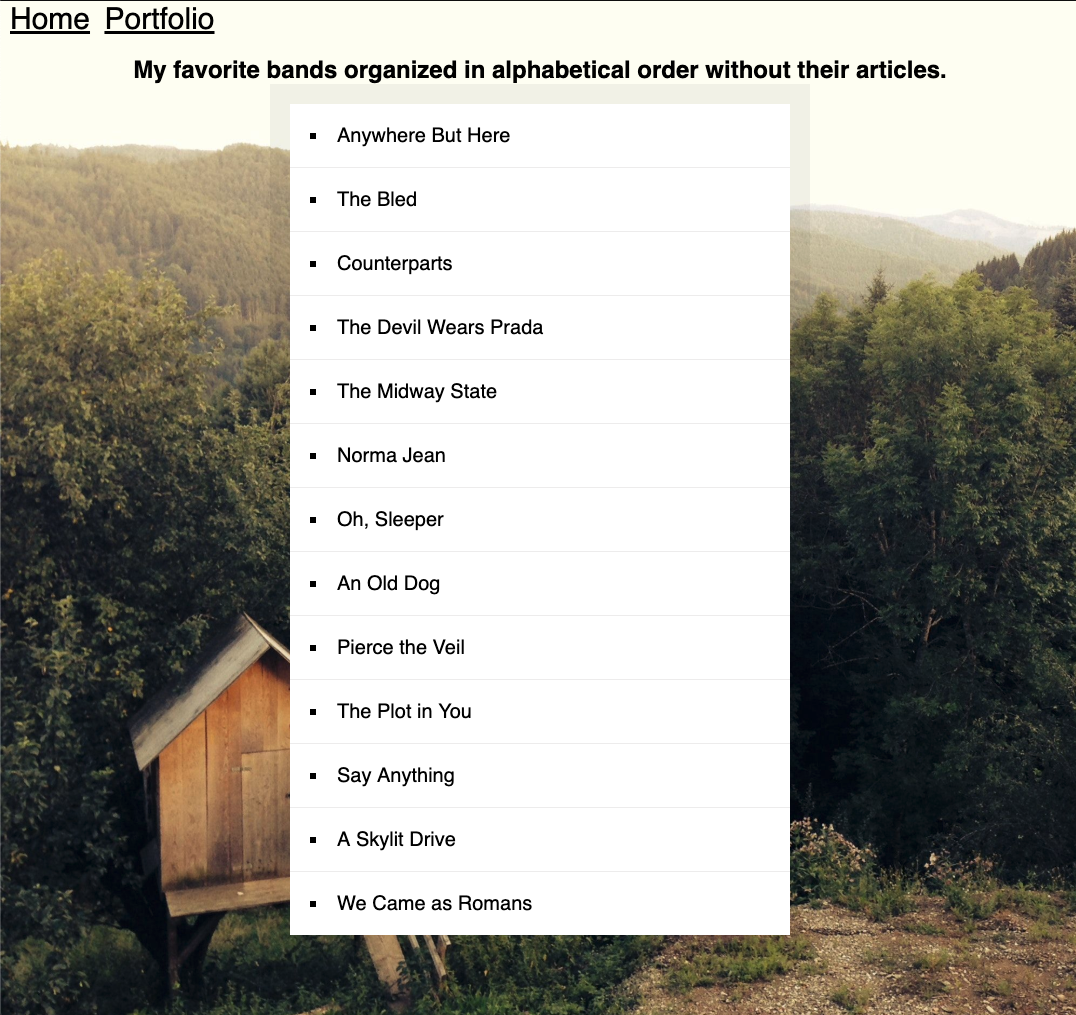 Home Portfolio
My favorite bands organized in alphabetical order without their articles.
Anywhere But Here
The Bled
Counterparts
The Devil Wears Prada
The Midway State
Norma Jean
Oh, Sleeper
An Old Dog
Pierce the Veil
The Plot in You
Say Anything
A Skylit Drive
We Came as Romans